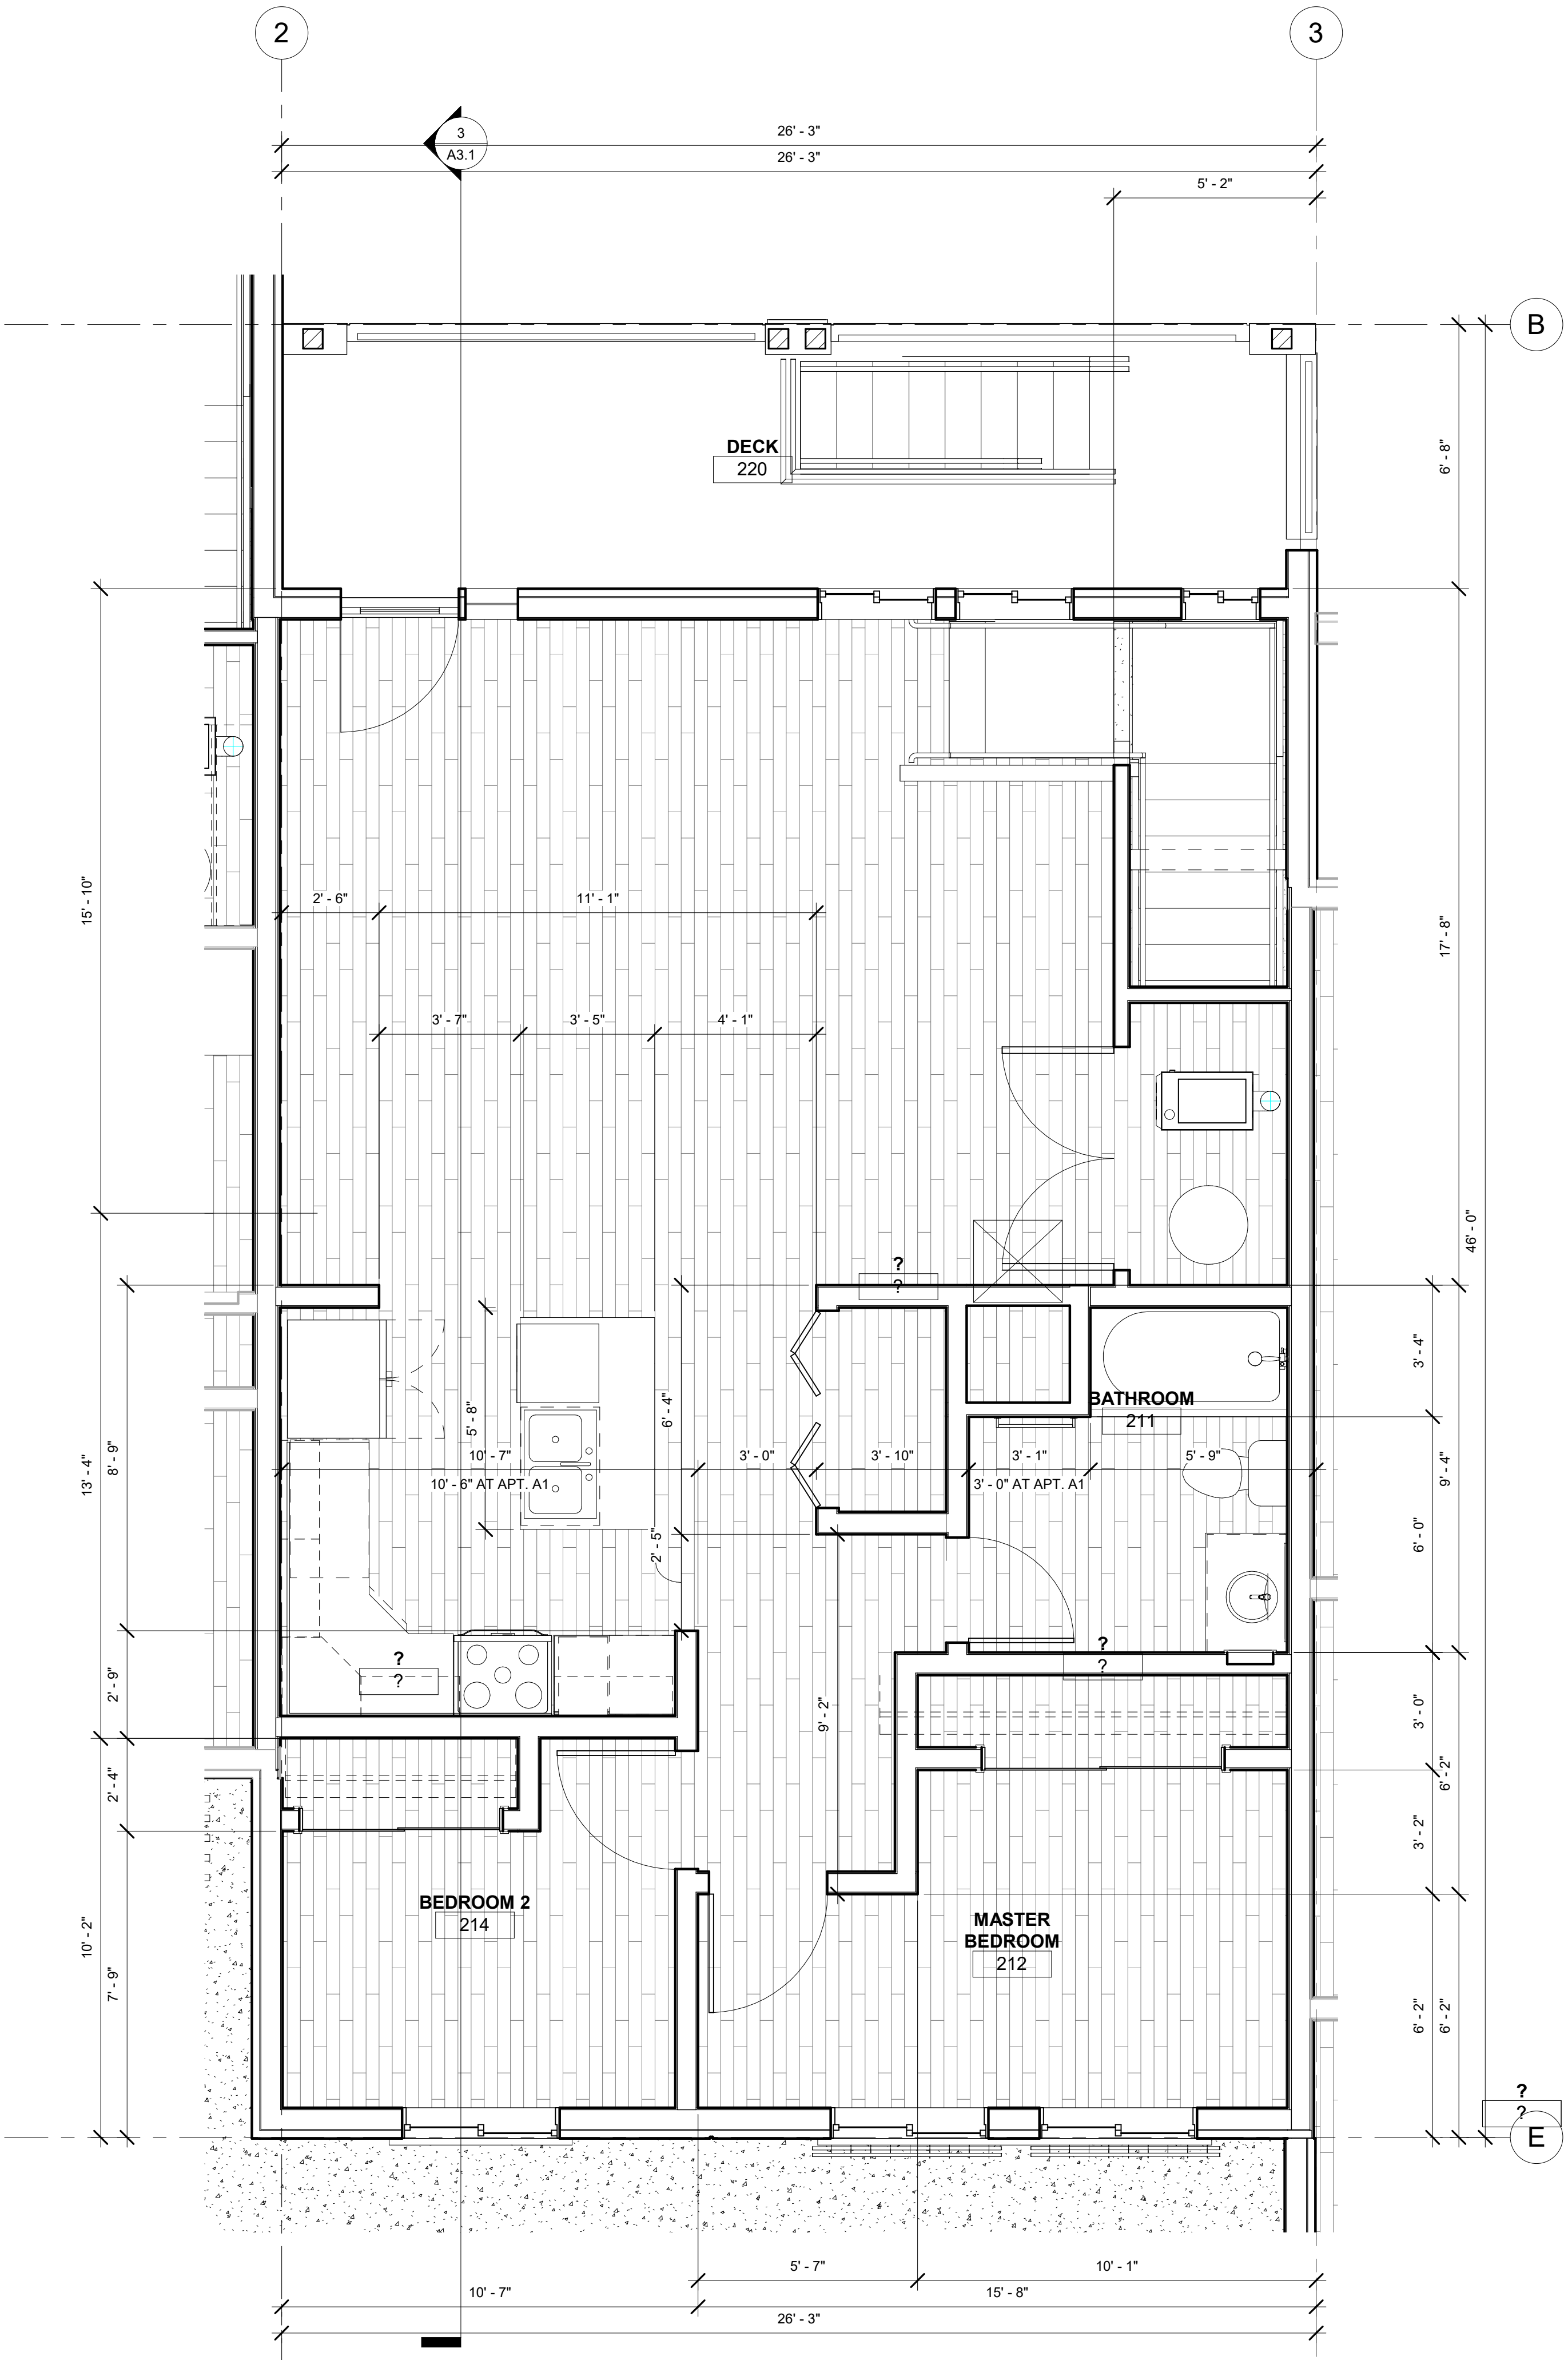 2
3
3
A3.1
26' - 3"
26' - 3"
5' - 2"
B
DECK
220
6' - 8"
15' - 10"
2' - 6"
11' - 1"
17' - 8"
3' - 7"
3' - 5"
4' - 1"
46' - 0"
?
?
3' - 4"
BATHROOM
211
13' - 4"
8' - 9"
5' - 8"
6' - 4"
10' - 7"
3' - 0"
3' - 10"
3' - 1"
5' - 9"
9' - 4"
10' - 6" AT APT. A1
3' - 0" AT APT. A1
2' - 5"
6' - 0"
?
?
?
?
2' - 9"
9' - 2"
3' - 0"
2' - 4"
6' - 2"
3' - 2"
BEDROOM 2
214
MASTER
BEDROOM
212
10' - 2"
7' - 9"
6' - 2"
6' - 2"
?
?
E
5' - 7"
10' - 1"
10' - 7"
15' - 8"
26' - 3"